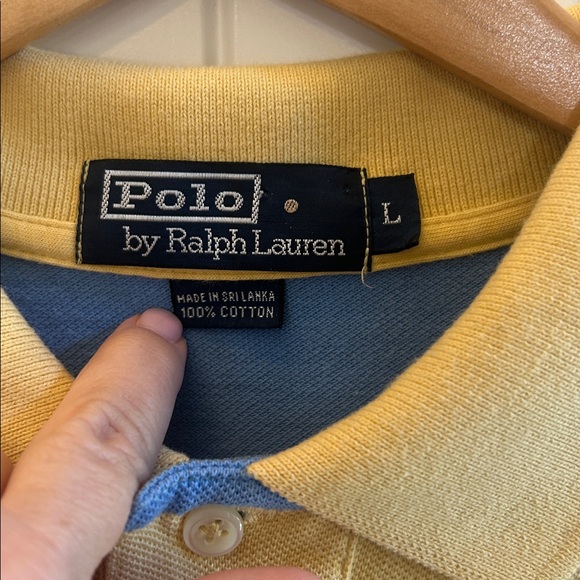 Polo
by Ralph Lauren
L
MADE IN SRI LANKA
100% COTTON